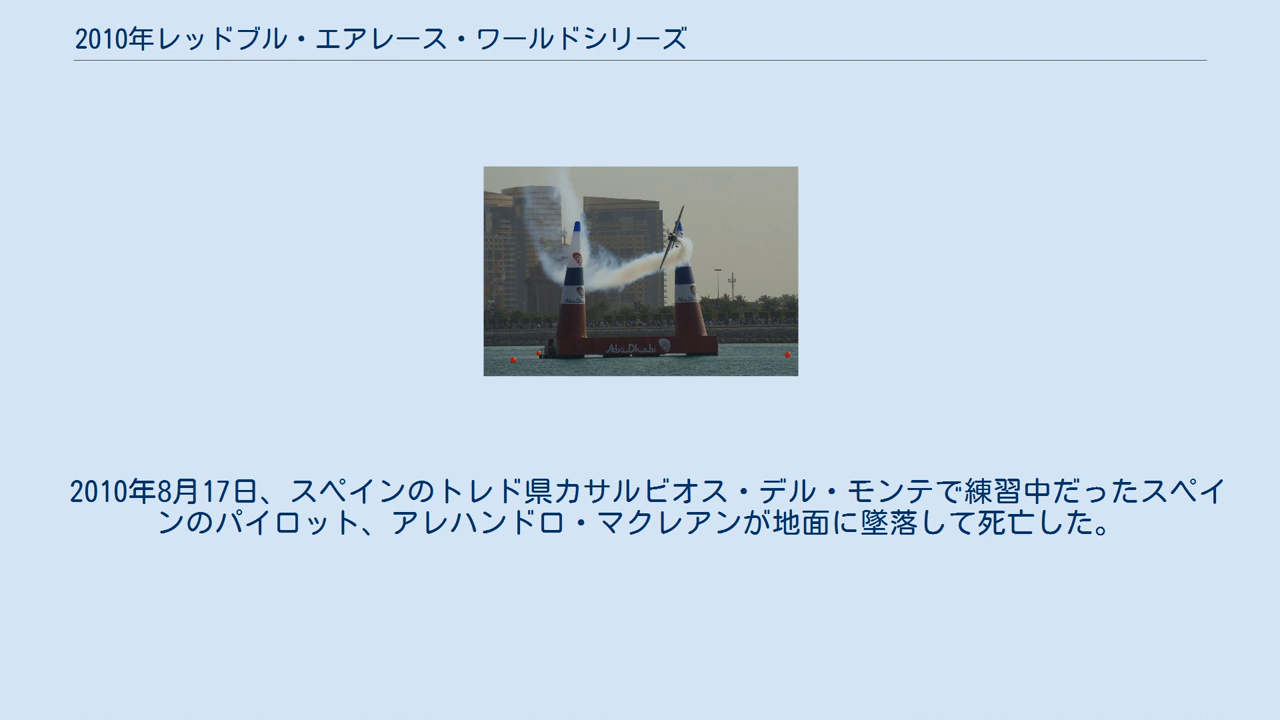 2010年レッドブル・エアレース・ワールドシリーズ
Abu Dhabi
2010年8月17日、スペインのトレド県カサルビオス・デル・モンテで練習中だったスペイ
ンのパイロット、アレハンドロ・マクレアンが地面に墜落して死亡した。